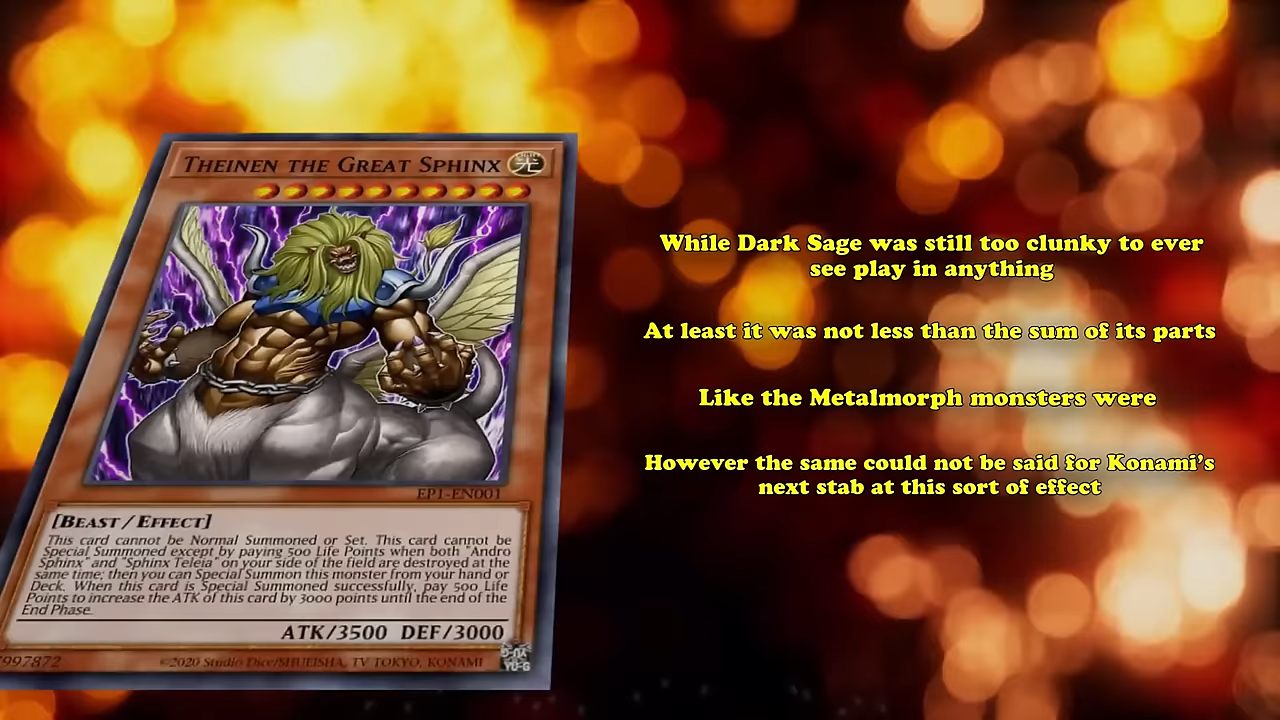 THEINEN THE GREAT SPHINX
光
While Dark Sage was still too clunky to ever
see play in anything
At least it was not less than the sum of its parts
Like the Metalmorph monsters were
However the same could not be said for Konami's
next stab at this sort of effect
EP1-EN001
[BEAST / EFFECT]
This card cannot be Normal Summoned or Set. This card cannot be
Special Summoned except by paying 500 Life Points when both "Andro
Sphinx" and "Sphinx Teleia" on your side of the field are destroyed at the
same time; then you can Special Summon this monster from your hand or
Deck. When this card is Special Summoned successfully, pay 500 Life
Points to increase the ATK of this card by 3000 points until the end of the
End Phase.
ATK/3500 DEF/3000
997872 ©2020 Studio Dice/SHUEISHA, TV TOKYO, KONAMI